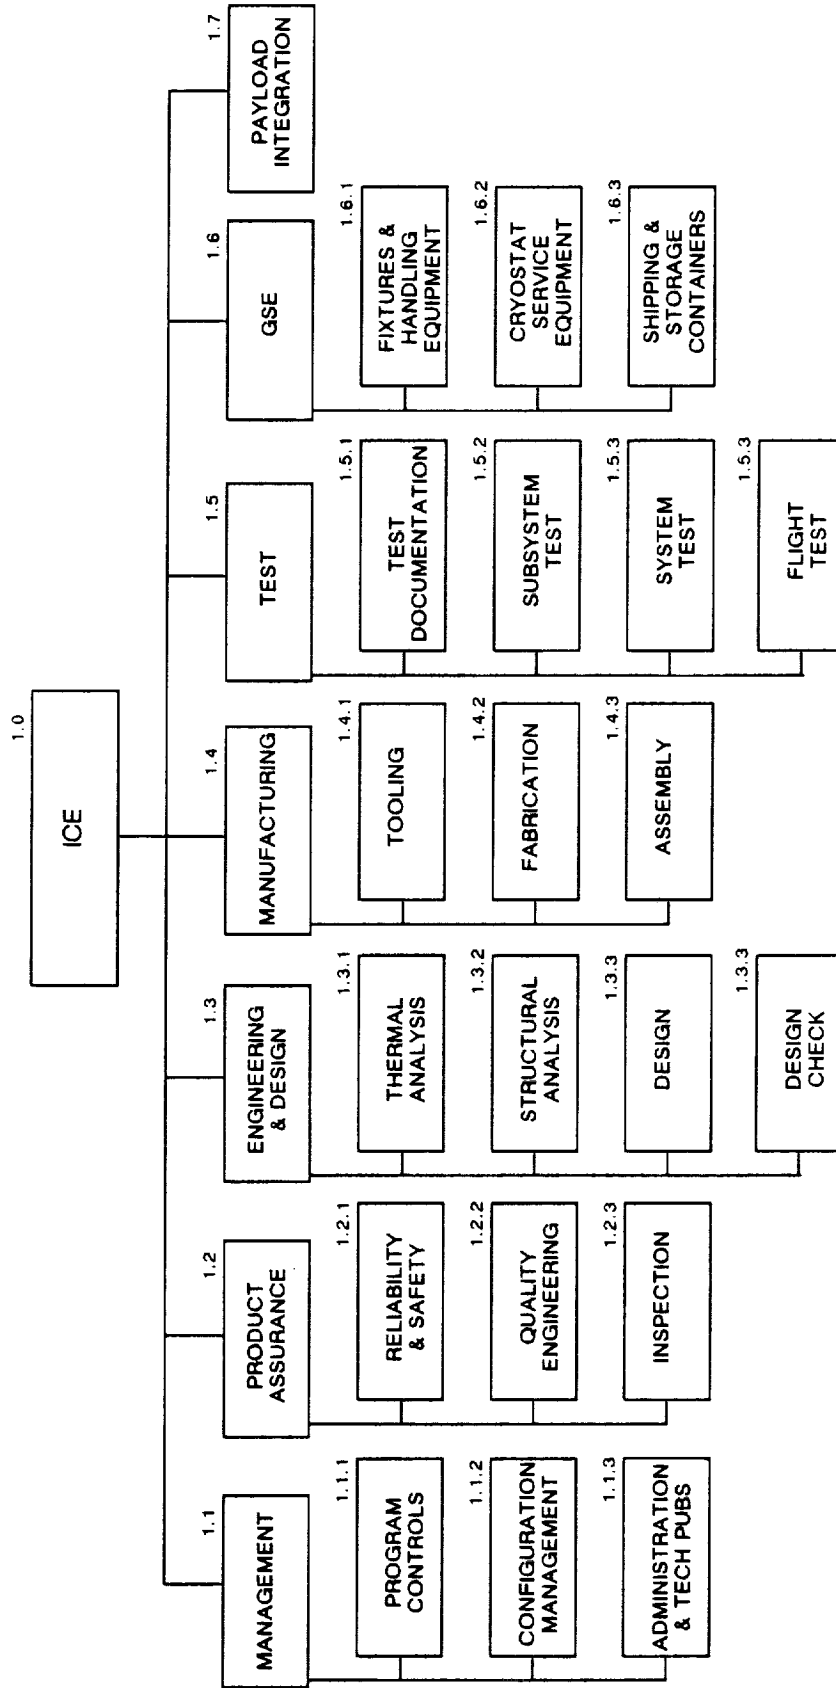 1.0
ICE
1.1
MANAGEMENT
1.1.1
PROGRAM
CONTROLS
1.1.2
CONFIGURATION
MANAGEMENT
1.1.3
ADMINISTRATION
& TECH PUBS
1.2
PRODUCT
ASSURANCE
1.2.1
RELIABILITY
& SAFETY
1.2.2
QUALITY
ENGINEERING
1.2.3
INSPECTION
1.3
ENGINEERING
& DESIGN
1.3.1
THERMAL
ANALYSIS
1.3.2
STRUCTURAL
ANALYSIS
1.3.3
DESIGN
1.3.3
DESIGN
CHECK
1.4
MANUFACTURING
1.4.1
TOOLING
1.4.2
FABRICATION
1.4.3
ASSEMBLY
1.5
TEST
1.5.1
TEST
DOCUMENTATION
1.5.2
SUBSYSTEM
TEST
1.5.3
SYSTEM
TEST
1.5.3
FLIGHT
TEST
1.6
GSE
1.6.1
FIXTURES &
HANDLING
EQUIPMENT
1.6.2
CRYOSTAT
SERVICE
EQUIPMENT
1.6.3
SHIPPING &
STORAGE
CONTAINERS
1.7
PAYLOAD
INTEGRATION